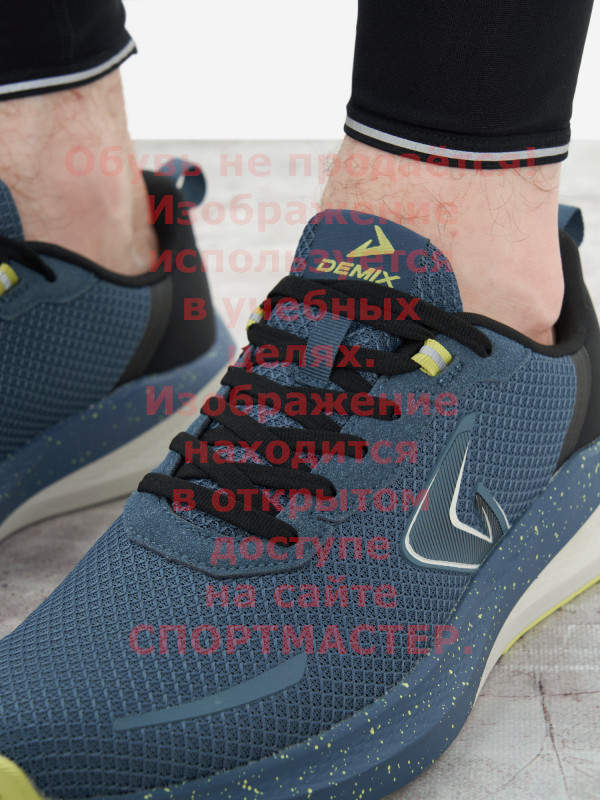 Обувь не продаётся!
Изображение
используется
DEMIX
в учебных
целях.
Изображение
находится
в открытом
доступе
на сайте
СПОРТМАСТЕР.